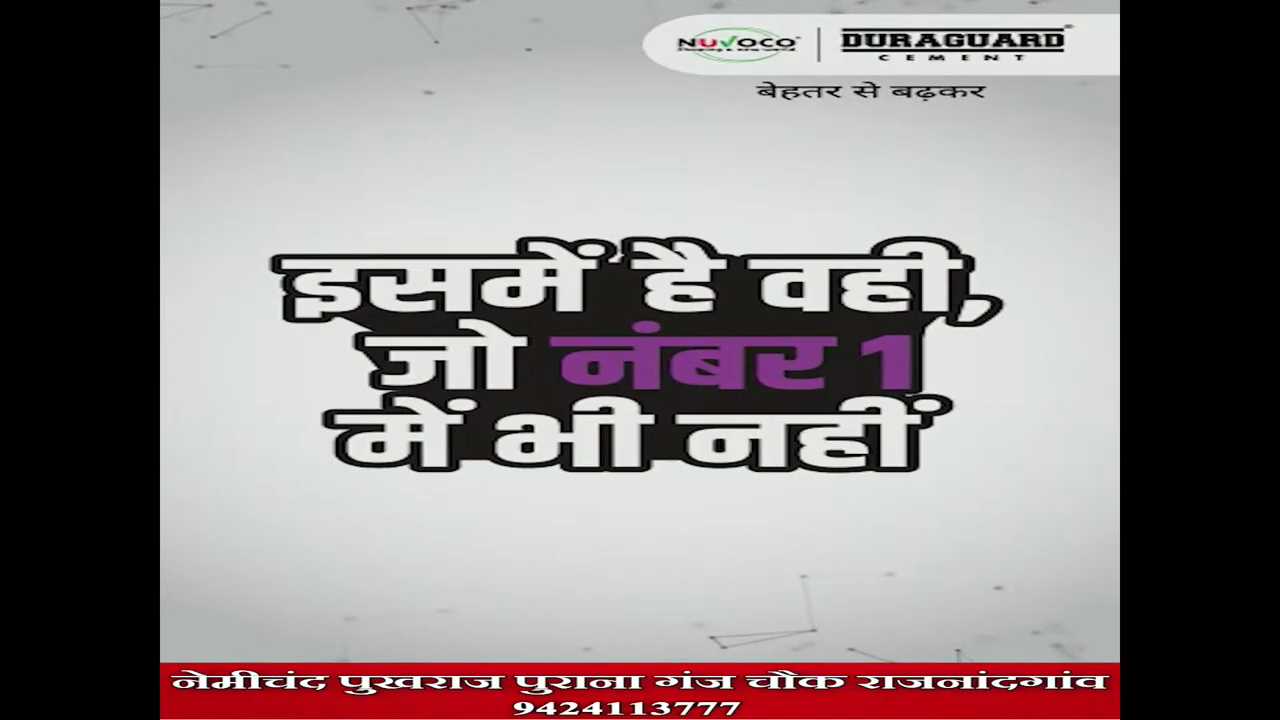 NUVOCO
DURAGUARD
CEMENT
बेहतर से बढ़कर
इसमें है वही,
जो नंबर 1
में भी नहीं
नेमीचंद पुखराज पुराना गंज चौक राजनांदगांव
9424113777